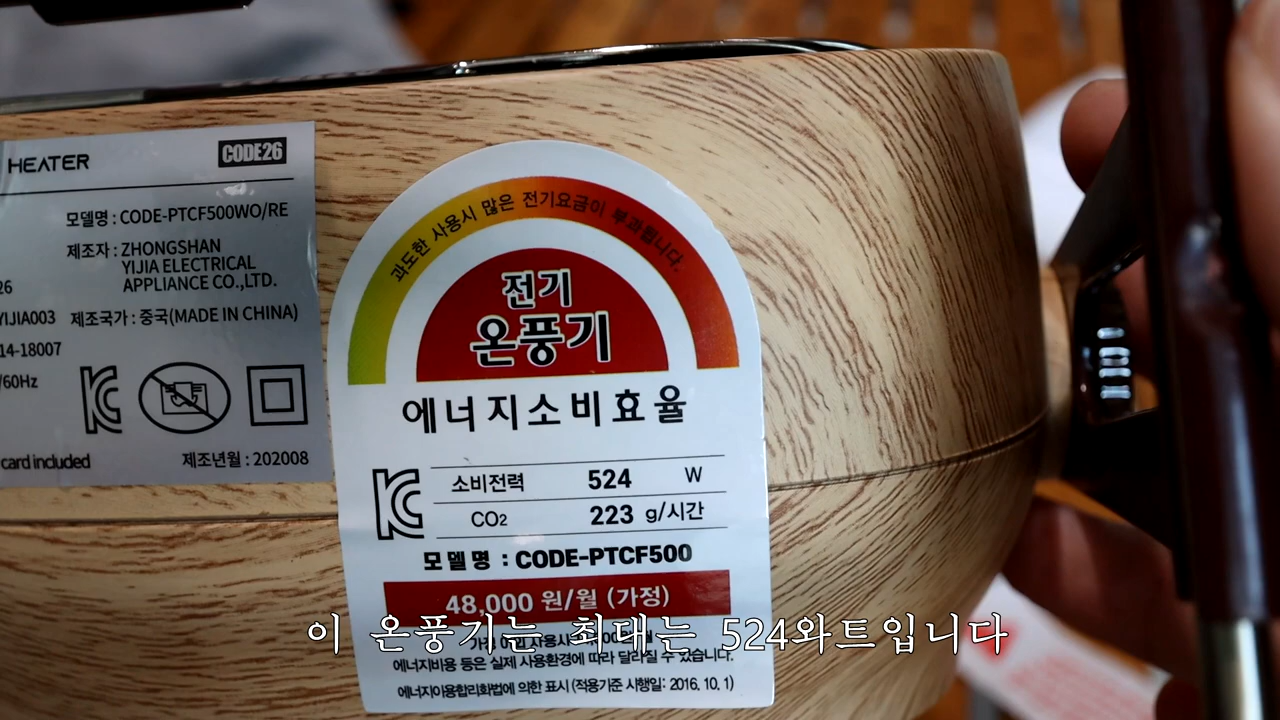 HEATER
CODE26
모델명 : CODE-PTCF500WO/RE
제조자 : ZHONGSHAN
YIJIA ELECTRICAL
APPLIANCE CO.,LTD.
26
YIJIA003
제조국가 : 중국(MADE IN CHINA)
14-18007
/60Hz
card included
제조년월 : 202008
과도한 사용시 많은 전기요금이 부과됩니다.
전기
온풍기
에너지소비효율
소비전력 524 W
CO2 223 g/시간
모델명 : CODE-PTCF500
48,000 원/월 (가정)
이 온풍기는 최대는 524와트입니다
에너지비용 등은 실제 사용환경에 따라 달라질 수 있습니다.
에너지이용합리화법에 의한 표시 (적용기준 시행일: 2016. 10. 1)